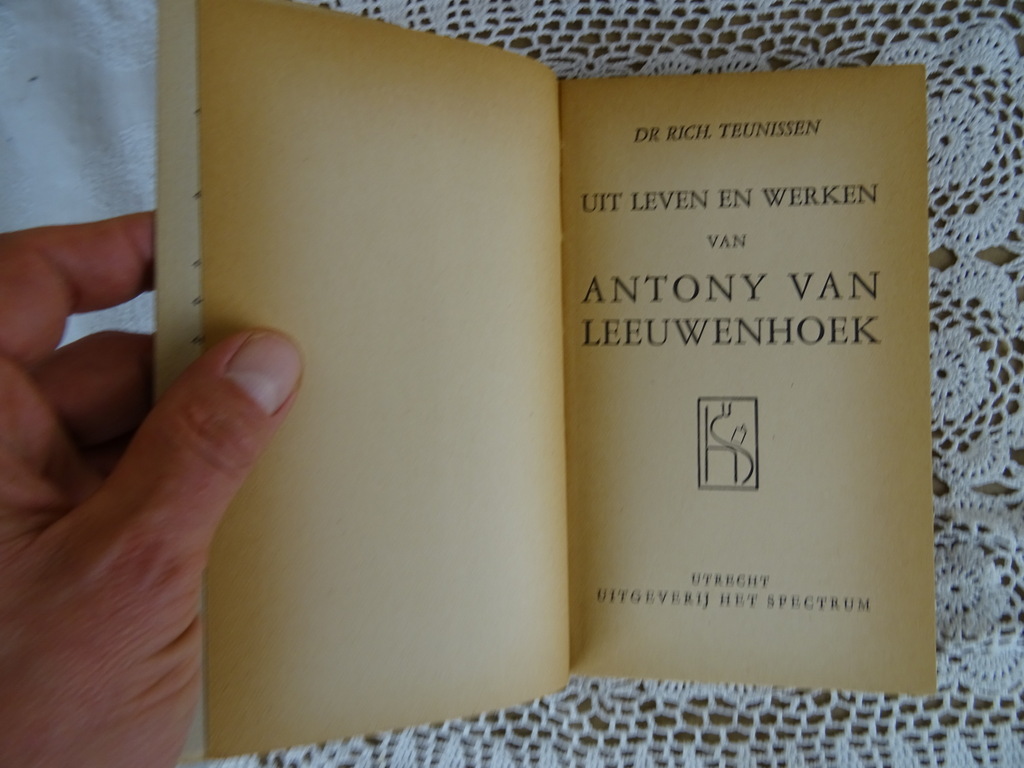 DR RICH. TEUNISSEN
UIT LEVEN EN WERKEN
VAN
ANTONY VAN
LEEUWENHOEK
UTRECHT
UITGEVERIJ HET SPECTRUM